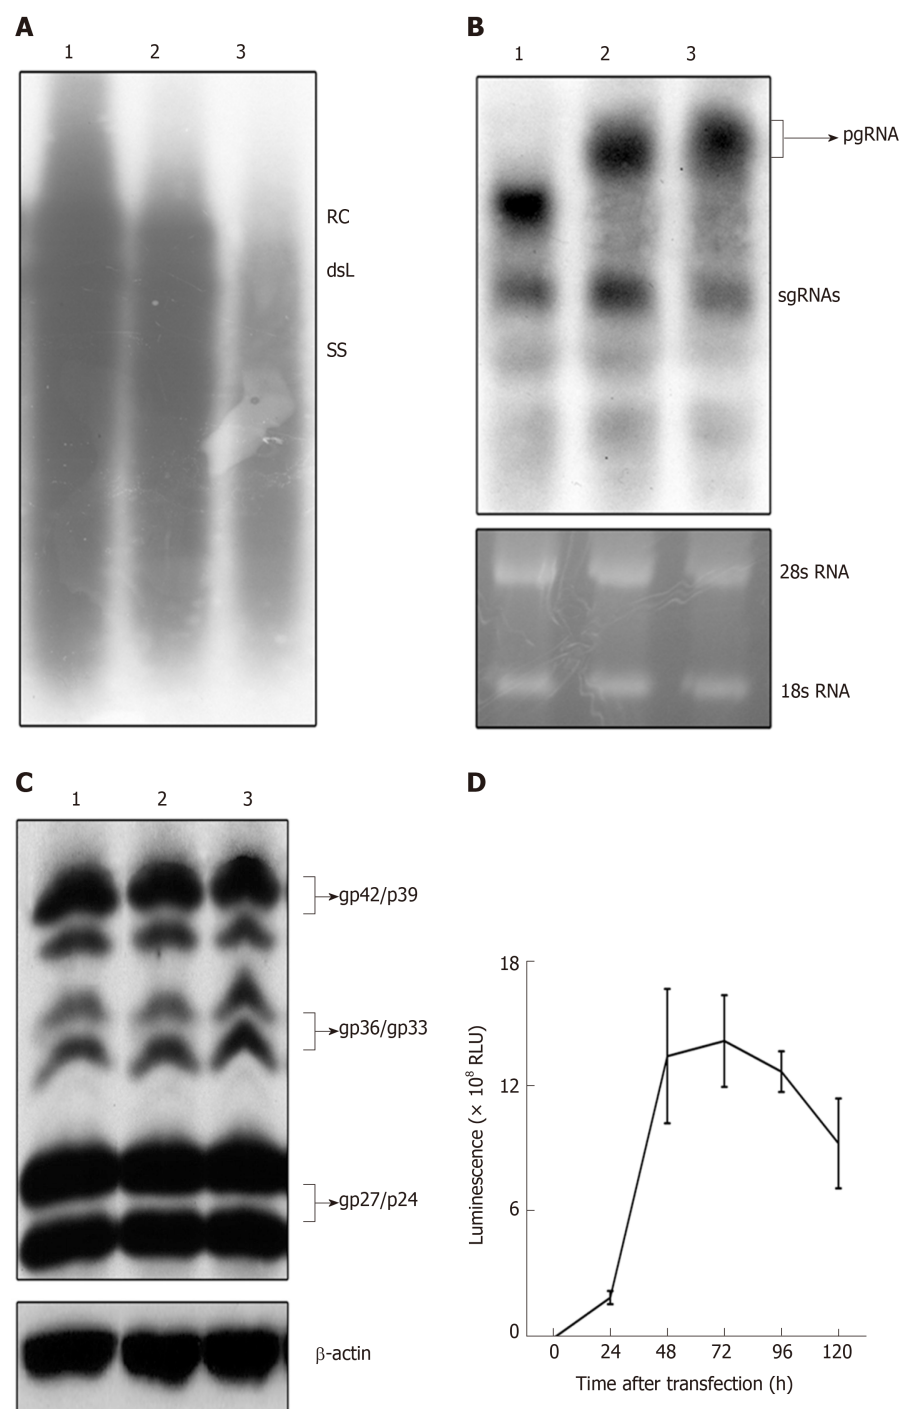 A
1 2 3
RC
dsL
SS
B
1 2 3
pgRNA
sgRNAs
28s RNA
18s RNA
C
1 2 3
gp42/p39
gp36/gp33
gp27/p24
β-actin
D
18
12
6
0
Luminescence (× 10⁸ RLU)
0 24 48 72 96 120
Time after transfection (h)